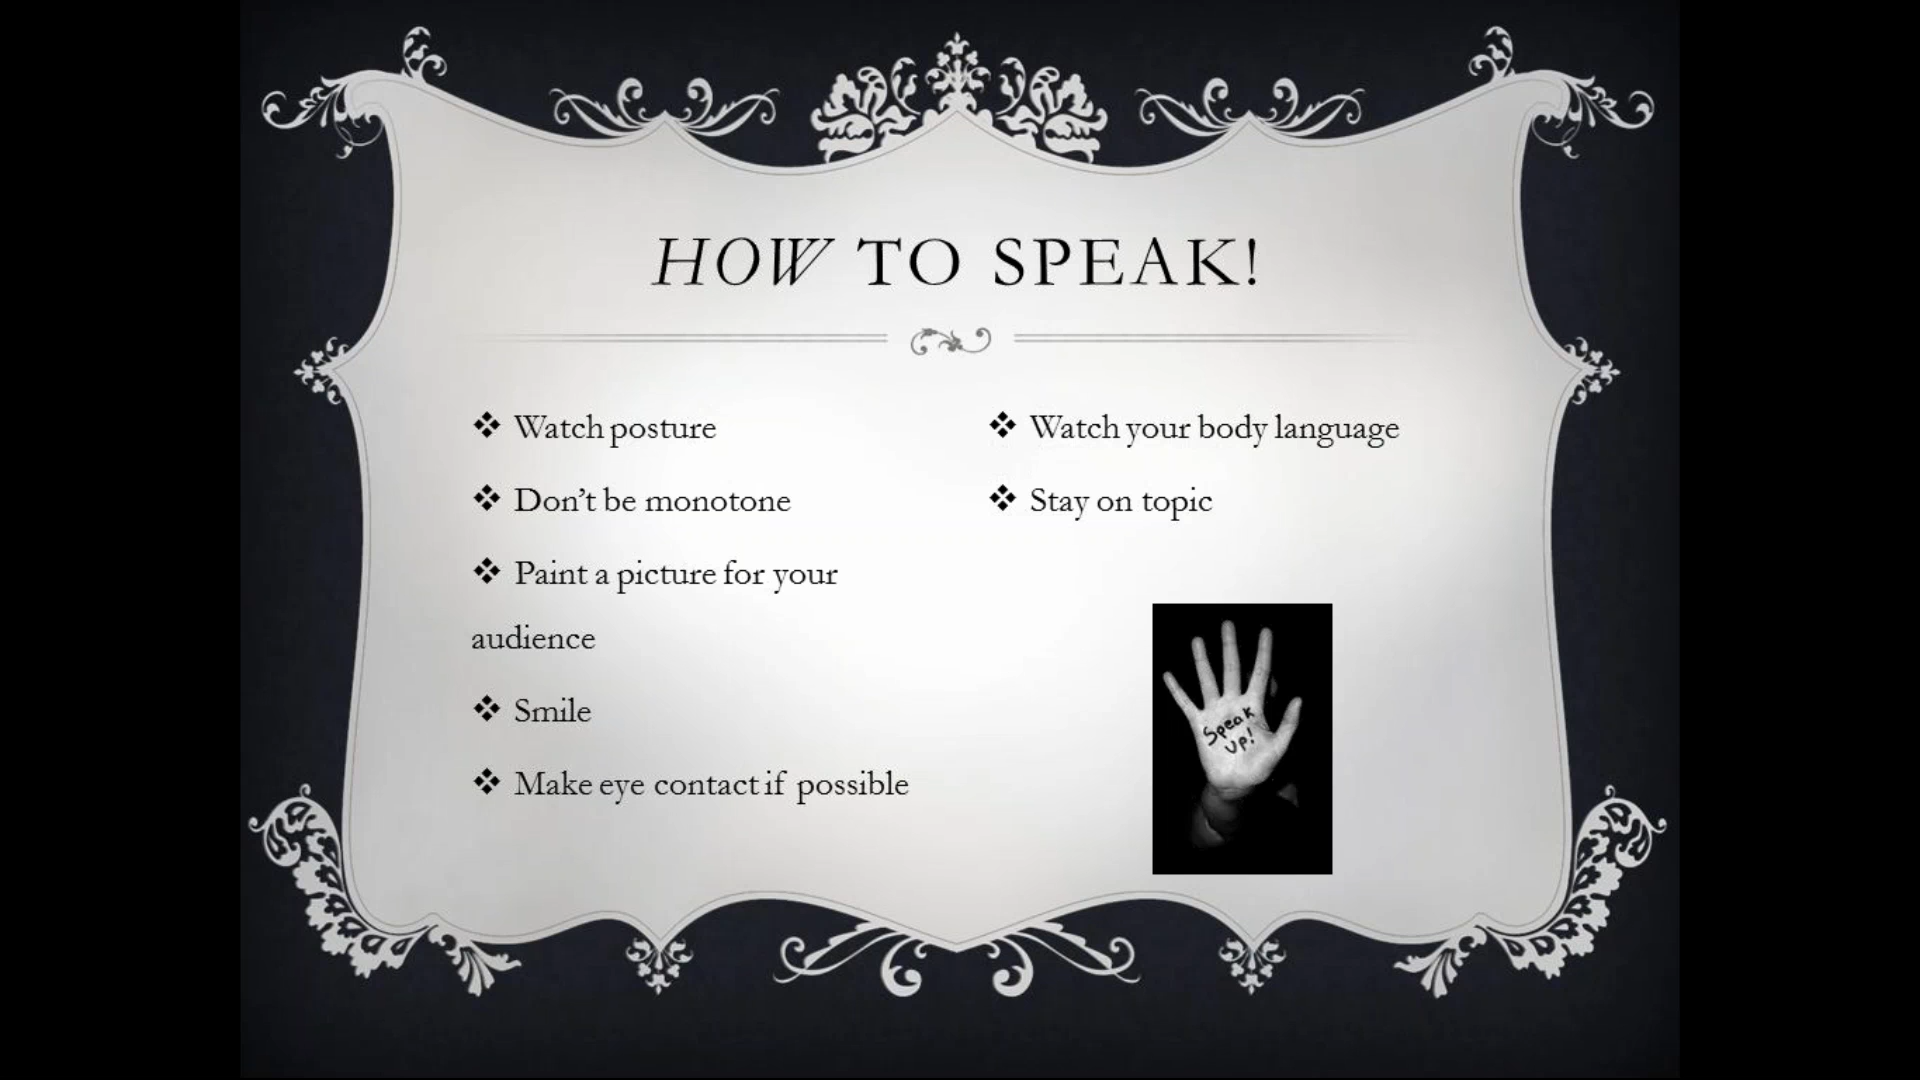 HOW TO SPEAK!
❖ Watch posture
❖ Don’t be monotone
❖ Paint a picture for your
audience
❖ Smile
❖ Make eye contact if possible
❖ Watch your body language
❖ Stay on topic
Speak
Up!